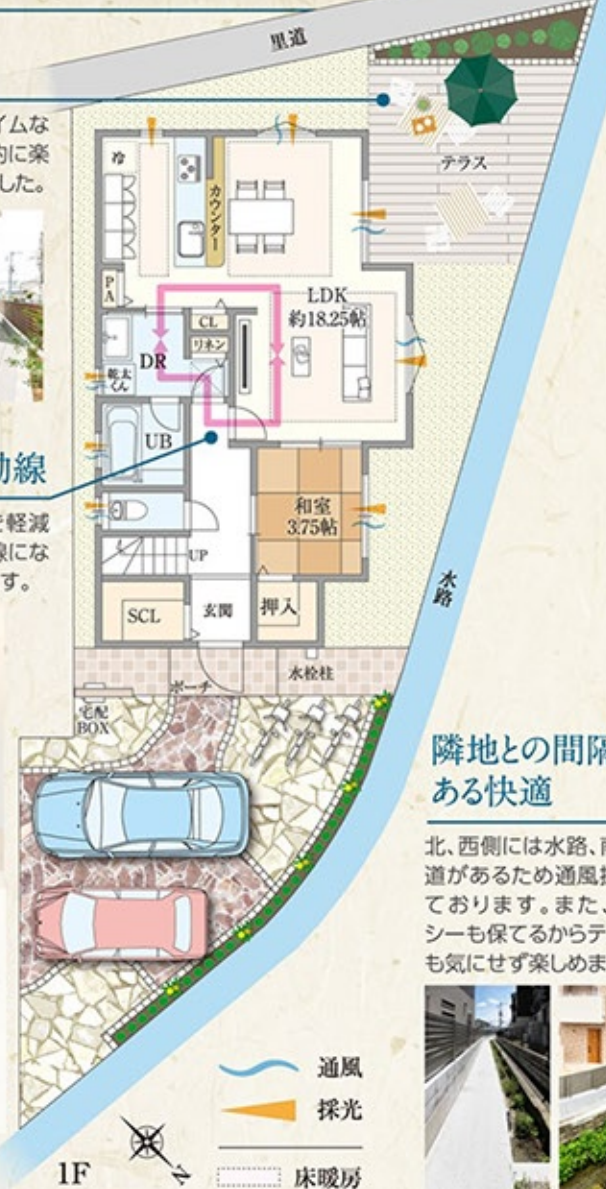 里道
イムな
的に楽
した。
テラス
冷
カウンター
PA
LDK
約18.25帖
CL
リネン
DR
乾太
くん
UB
動線
で軽減
線にな
す。
和室
3.75帖
UP
SCL
玄関
押入
水路
水栓柱
ポーチ
宅配
BOX
隣地との間隔
ある快適
北、西側には水路、
道があるため通風
ております。また、
シーも保てるからテ
も気にせず楽しめま
通風
採光
床暖房
1F
N